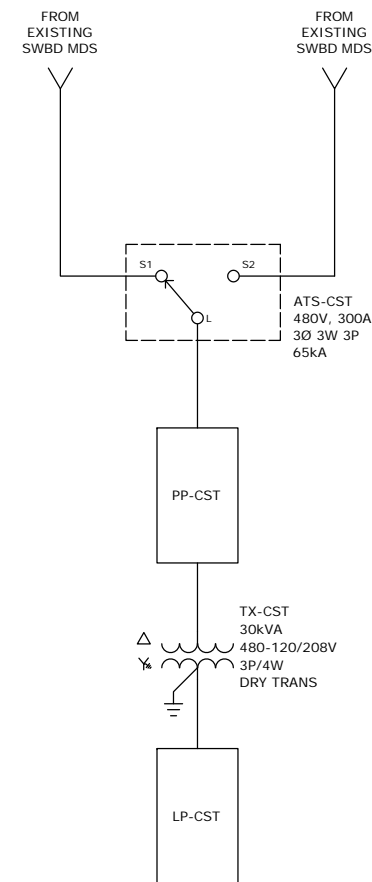 FROM
EXISTING
SWBD MDS
FROM
EXISTING
SWBD MDS
S1
S2
L
ATS-CST
480V, 300A
3Ø 3W 3P
65kA
PP-CST
TX-CST
30kVA
480-120/208V
3P/4W
DRY TRANS
LP-CST